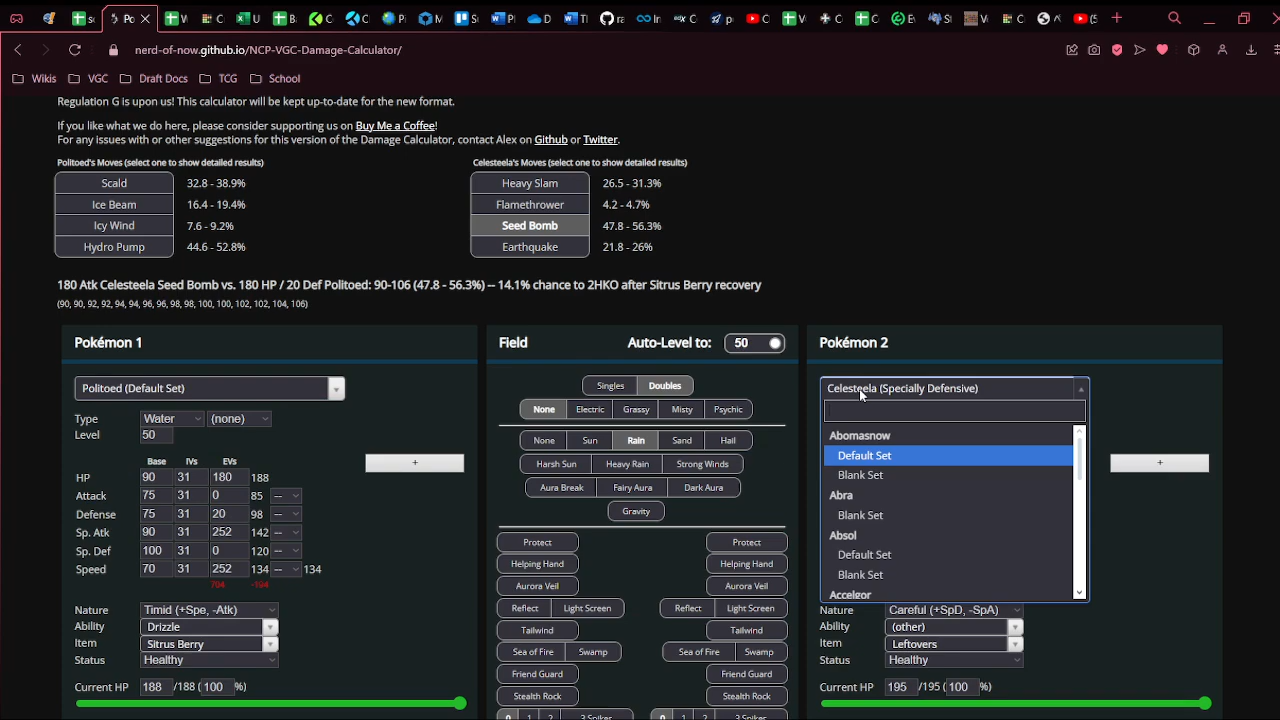 nerd-of-now.github.io/NCP-VGC-Damage-Calculator/
Wikis VGC Draft Docs TCG School
Regulation G is upon us! This calculator will be kept up-to-date for the new format.
If you like what we do here, please consider supporting us on Buy Me a Coffee!
For any issues with or other suggestions for this version of the Damage Calculator, contact Alex on Github or Twitter.
Politoed's Moves (select one to show detailed results)
Scald 32.8 - 38.9%
Ice Beam 16.4 - 19.4%
Icy Wind 7.6 - 9.2%
Hydro Pump 44.6 - 52.8%
Celesteela's Moves (select one to show detailed results)
Heavy Slam 26.5 - 31.3%
Flamethrower 4.2 - 4.7%
Seed Bomb 47.8 - 56.3%
Earthquake 21.8 - 26%
180 Atk Celesteela Seed Bomb vs. 180 HP / 20 Def Politoed: 90-106 (47.8 - 56.3%) -- 14.1% chance to 2HKO after Sitrus Berry recovery
(90, 90, 92, 92, 94, 94, 96, 96, 98, 98, 100, 100, 102, 102, 104, 106)
Pokémon 1
Politoed (Default Set)
Type Water (none)
Level 50
Base IVs EVs
HP 90 31 180 188
Attack 75 31 0 85 --
Defense 75 31 20 98 --
Sp. Atk 90 31 252 142 --
Sp. Def 100 31 0 120 --
Speed 70 31 252 134 -- 134
704 -194
+
Nature Timid (+Spe, -Atk)
Ability Drizzle
Item Sitrus Berry
Status Healthy
Current HP 188 /188 ( 100 %)
Field Auto-Level to: 50
Singles Doubles
None Electric Grassy Misty Psychic
None Sun Rain Sand Hail
Harsh Sun Heavy Rain Strong Winds
Aura Break Fairy Aura Dark Aura
Gravity
Protect Protect
Helping Hand Helping Hand
Aurora Veil Aurora Veil
Reflect Light Screen Reflect Light Screen
Tailwind Tailwind
Sea of Fire Swamp Sea of Fire Swamp
Friend Guard Friend Guard
Stealth Rock Stealth Rock
0 1 2 3 Spikes 0 1 2 3 Spikes
Pokémon 2
Celesteela (Specially Defensive)
Abomasnow
Default Set
Blank Set
Abra
Blank Set
Absol
Default Set
Blank Set
Accelgor
+
Nature Careful (+SpD, -SpA)
Ability (other)
Item Leftovers
Status Healthy
Current HP 195 /195 ( 100 %)